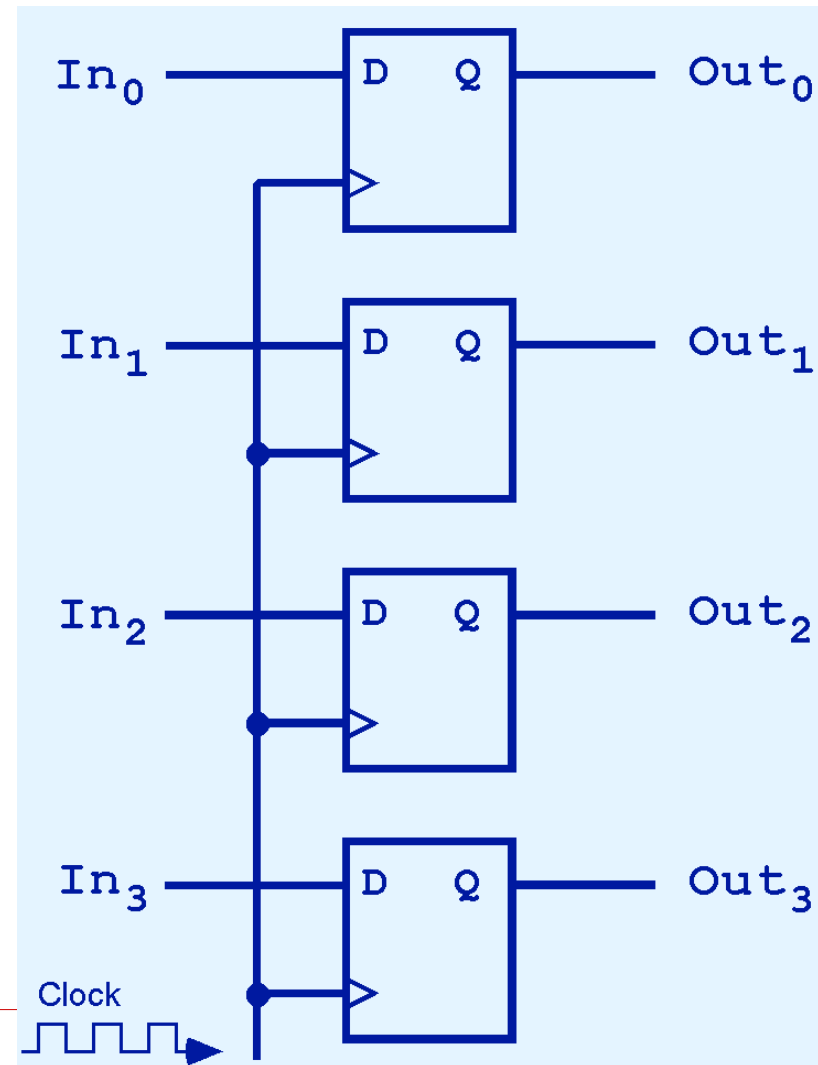 In₀ D Q Out₀
In₁ D Q Out₁
In₂ D Q Out₂
In₃ D Q Out₃
Clock